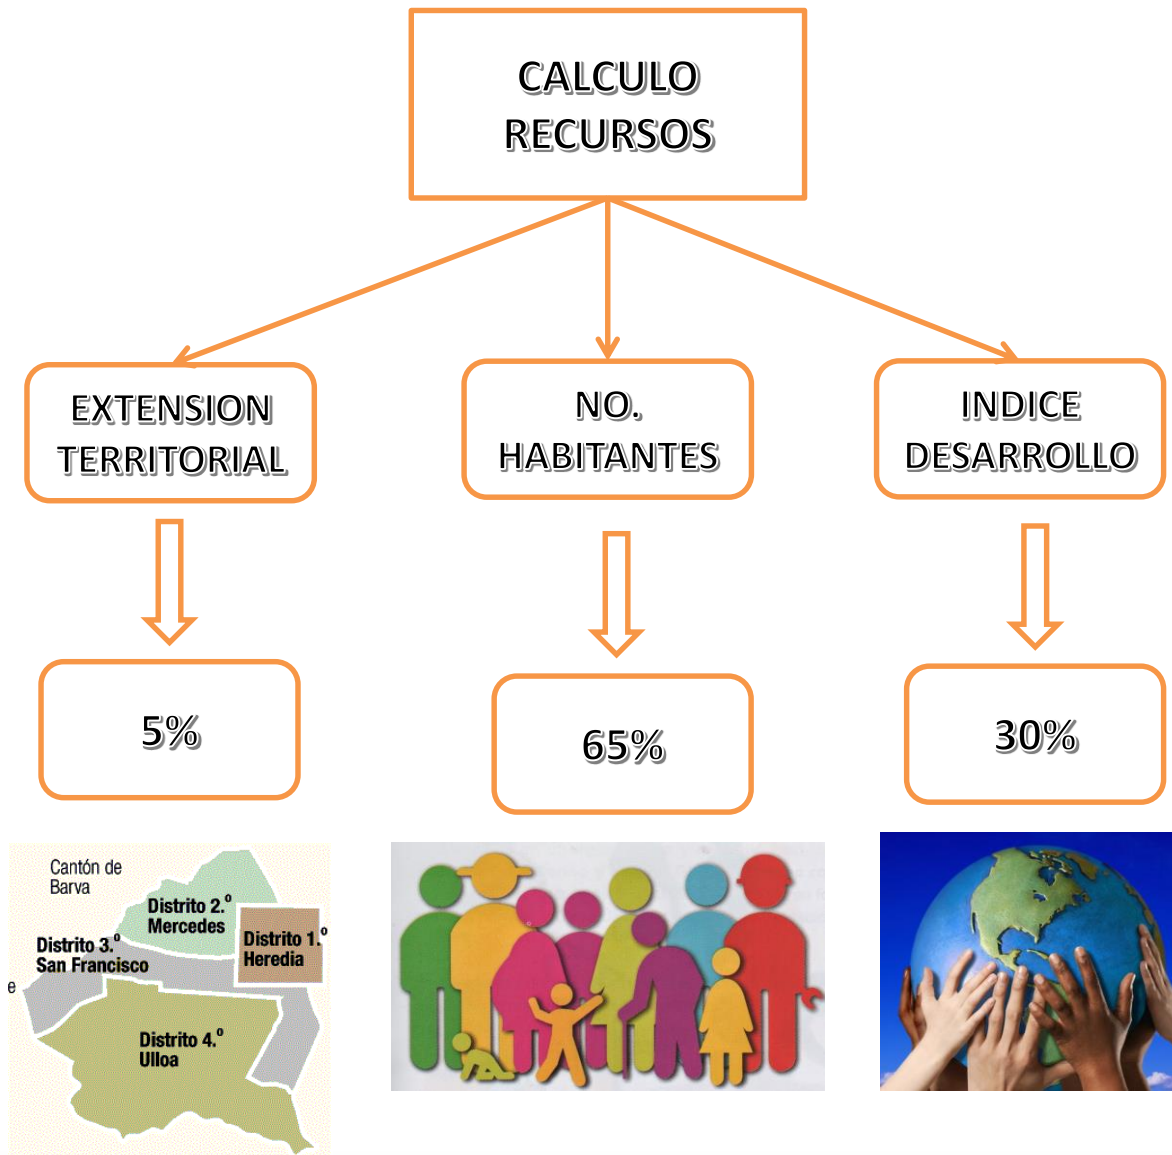 CALCULO
RECURSOS
EXTENSION
TERRITORIAL
NO.
HABITANTES
INDICE
DESARROLLO
5%
65%
30%
Cantón de
Barva
Distrito 2.º
Mercedes
Distrito 1.º
Heredia
Distrito 3.º
San Francisco
e
Distrito 4.º
Ulloa